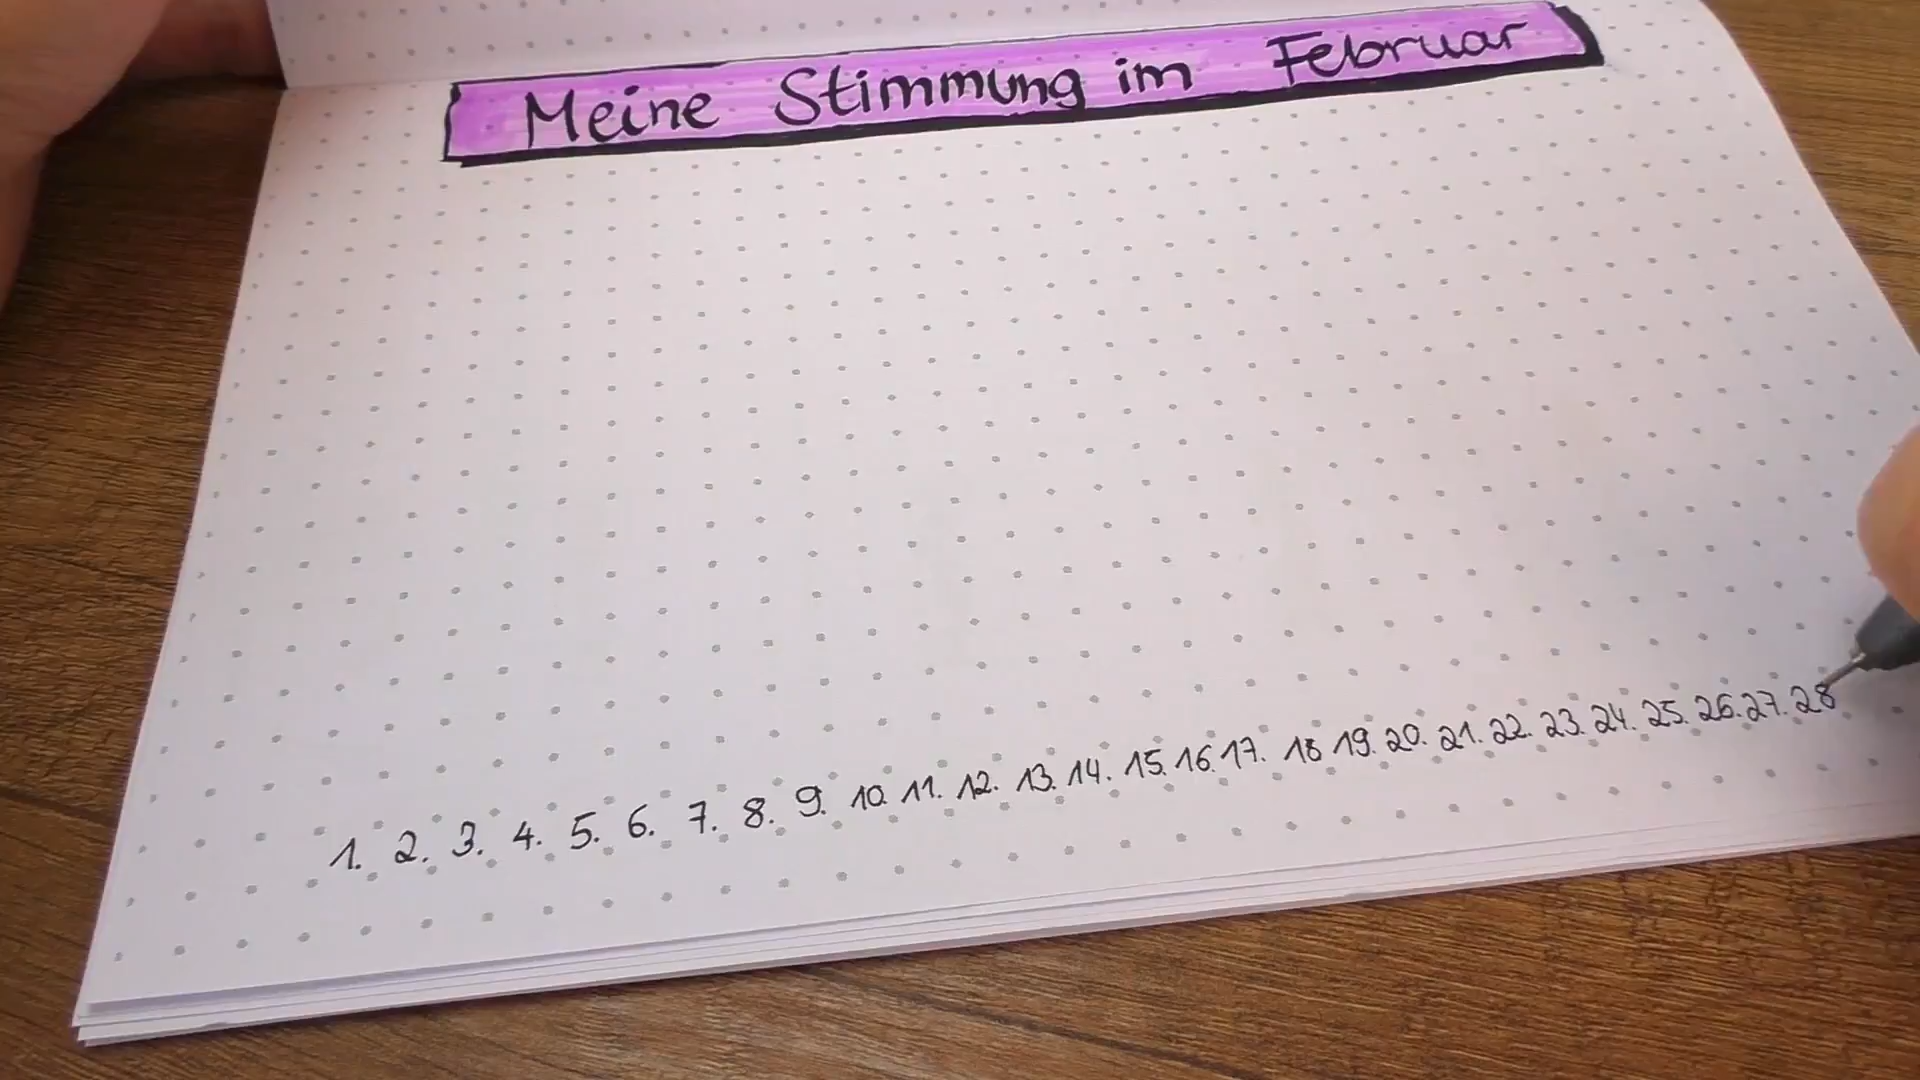 Meine Stimmung im Februar
1. 2. 3. 4. 5. 6. 7. 8. 9. 10. 11. 12. 13. 14. 15. 16. 17. 18 19. 20. 21. 22. 23. 24. 25. 26. 27. 28